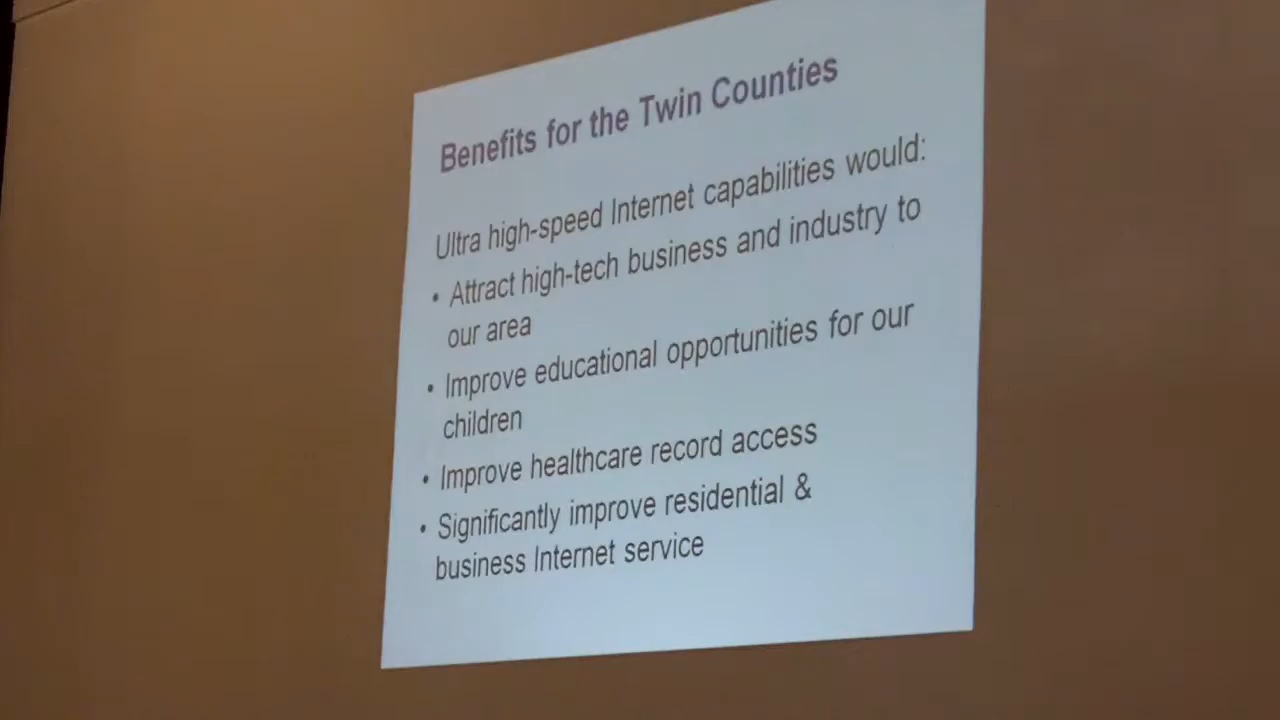 Benefits for the Twin Counties
Ultra high-speed Internet capabilities would:
• Attract high-tech business and industry to
our area
• Improve educational opportunities for our
children
• Improve healthcare record access
• Significantly improve residential &
business Internet service